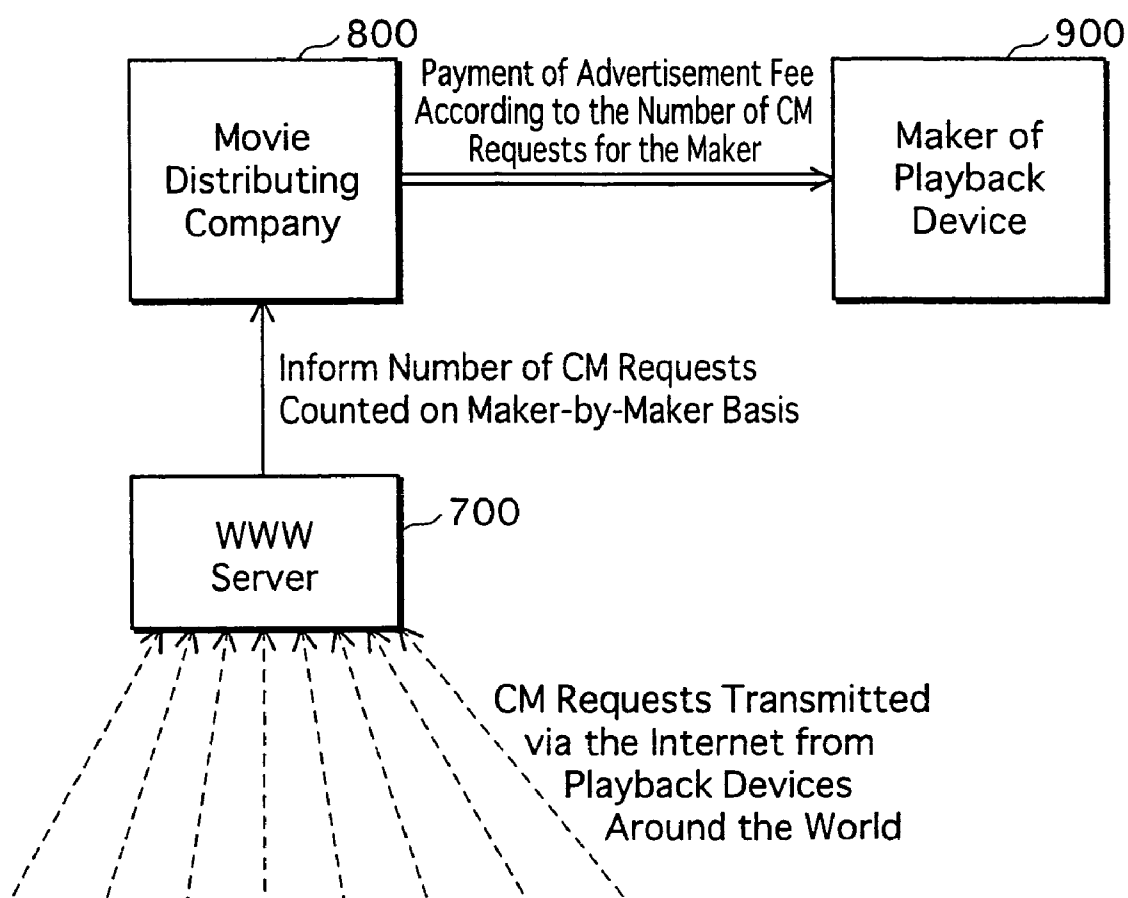 800
900
Movie
Distributing
Company
Payment of Advertisement Fee
According to the Number of CM
Requests for the Maker
Maker of
Playback
Device
Inform Number of CM Requests
Counted on Maker-by-Maker Basis
700
WWW
Server
CM Requests Transmitted
via the Internet from
Playback Devices
Around the World